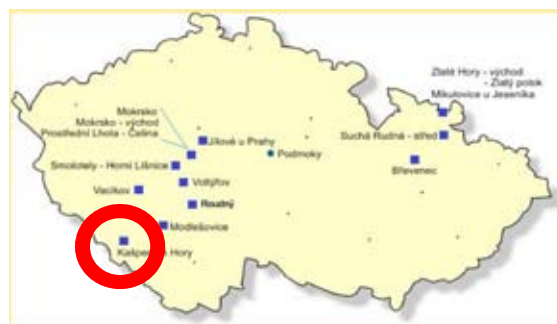 Zlaté Hory - východ
- Zlatý potok
Mikulovice u Jeseníka
Mokrsko
Mokrsko - východ
Prostřední Lhota - Čelina
Jílové u Prahy
Suchá Rudná - střed
Podmoky
Smolotely - Horní Líšnice
Břevenec
Voltýřov
Vacíkov
Roudný
Modlešovice
Hory